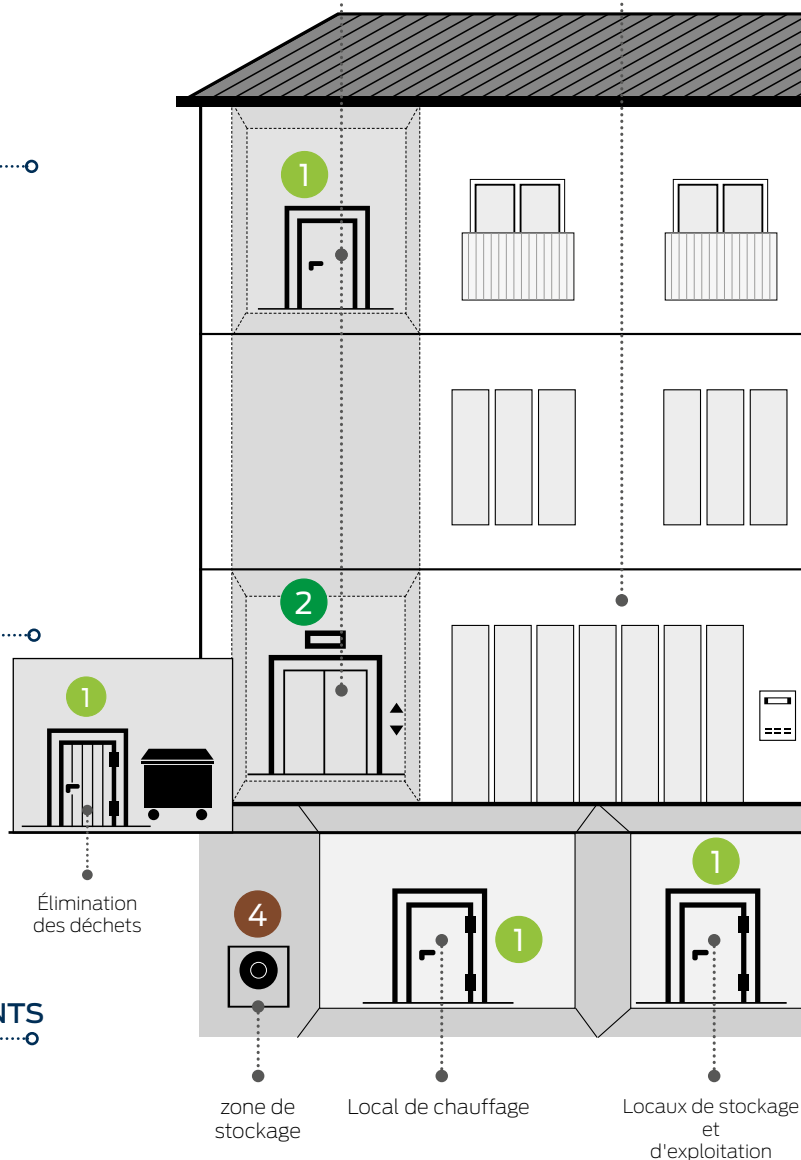 1
2
1
Élimination
des déchets
4
1
1
NTS
zone de
stockage
Local de chauffage
Locaux de stockage
et
d'exploitation